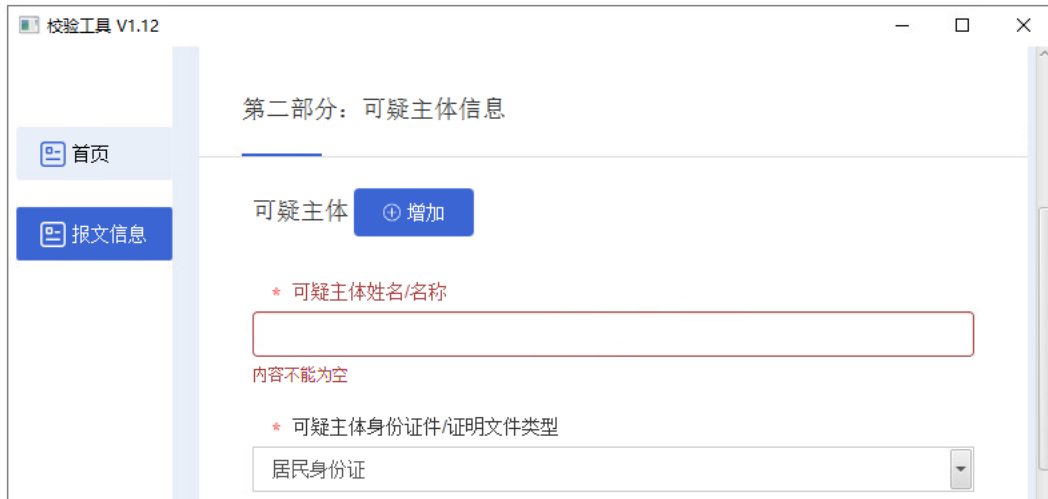 校验工具 V1.12
首页
报文信息
第二部分：可疑主体信息
可疑主体 增加
* 可疑主体姓名/名称
内容不能为空
* 可疑主体身份证件/证明文件类型
居民身份证